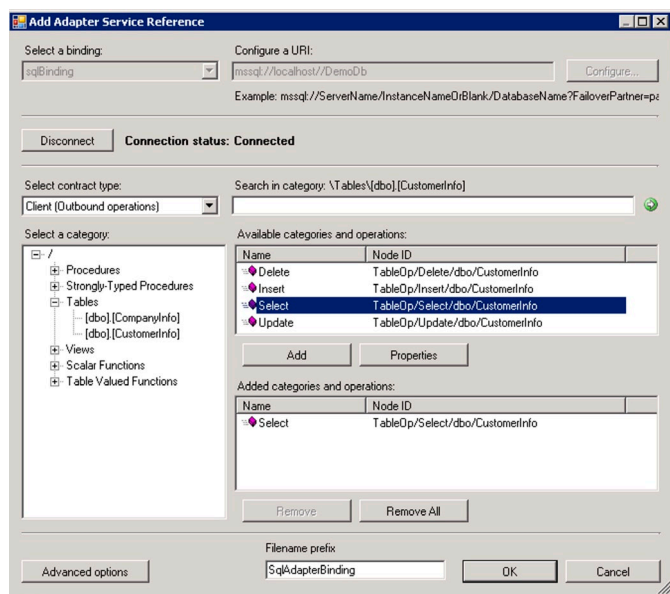 Add Adapter Service Reference
Select a binding:
Configure a URI:
sqlBinding
mssql://localhost//DemoDb
Configure...
Example: mssql://ServerName/InstanceNameOrBlank/DatabaseName?FailoverPartner=pa
Disconnect
Connection status: Connected
Select contract type:
Search in category: \Tables\[dbo].[CustomerInfo]
Client (Outbound operations)
Select a category:
Available categories and operations:
/
Procedures
Strongly-Typed Procedures
Tables
[dbo].[CompanyInfo]
[dbo].[CustomerInfo]
Views
Scalar Functions
Table Valued Functions
Name Node ID
Delete TableOp/Delete/dbo/CustomerInfo
Insert TableOp/Insert/dbo/CustomerInfo
Select TableOp/Select/dbo/CustomerInfo
Update TableOp/Update/dbo/CustomerInfo
Add
Properties
Added categories and operations:
Name Node ID
Select TableOp/Select/dbo/CustomerInfo
Remove
Remove All
Filename prefix
Advanced options
SqlAdapterBinding
OK
Cancel